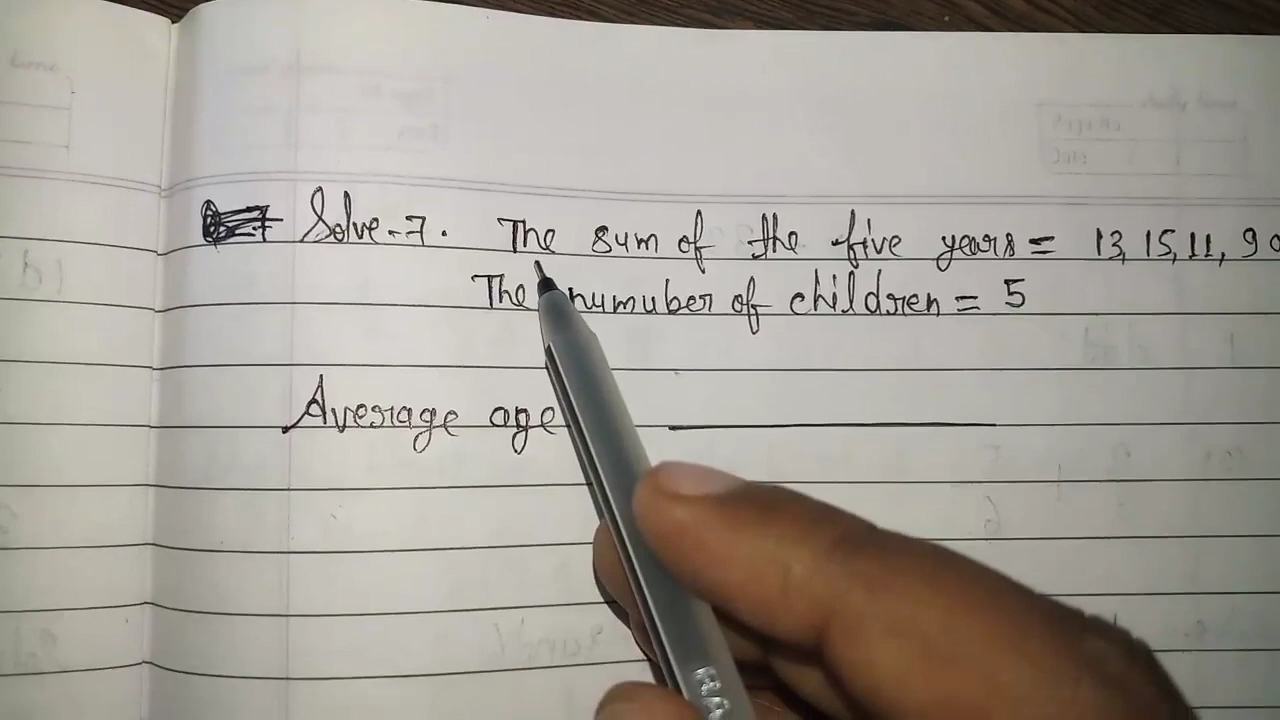 Solve-7. The sum of the five years = 13, 15, 11, 9
The numuber of children = 5
Average age